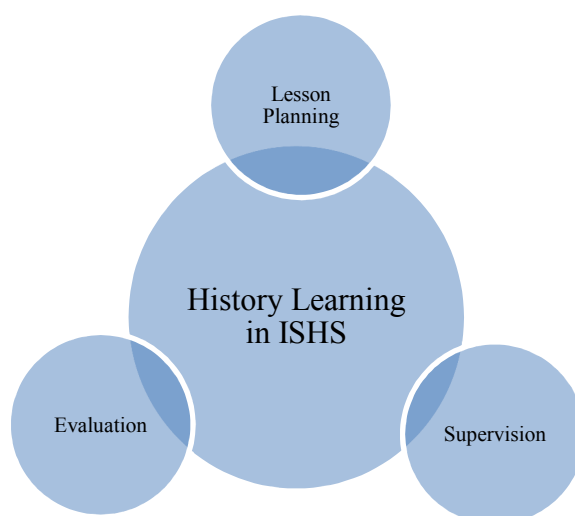 Lesson
Planning
History Learning
in ISHS
Evaluation
Supervision